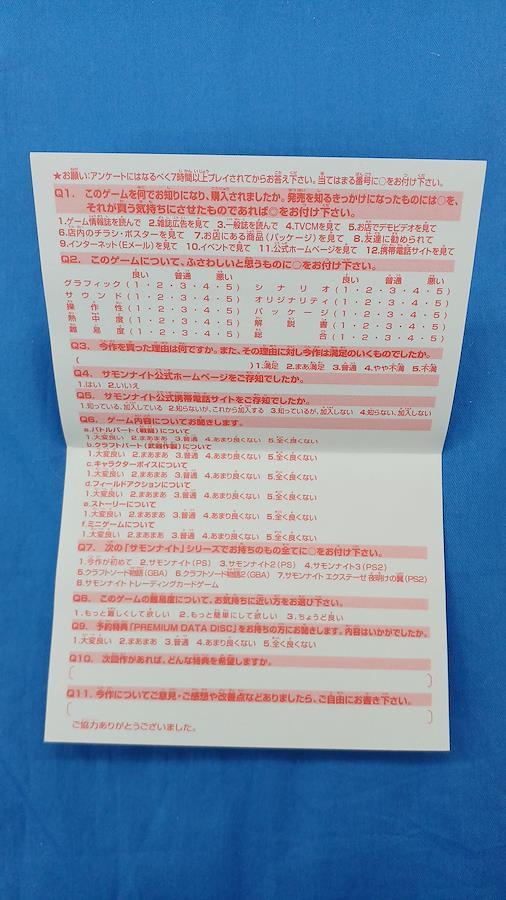 ★お願い:アンケートにはなるべく7時間以上プレイされてからお答え下さい。当てはまる番号に○をお付け下さい。
Q1. このゲームを何でお知りになり、購入されましたか。発売を知るきっかけになったものには○を、
それが買う気持ちにさせたものであれば◎をお付け下さい。
1.ゲーム情報誌を読んで 2.雑誌広告を見て 3.一般誌を読んで 4.TVCMを見て 5.お店でデモビデオを見て
6.店内のチラシ・ポスターを見て 7.お店にある商品(パッケージ)を見て 8.友達に勧められて
9.インターネット(Eメール)を見て 10.イベントで見て 11.公式ホームページを見て 12.携帯電話サイトを見て
Q2. このゲームについて、ふさわしいと思うものに○をお付け下さい。
良い 普通 悪い 良い 普通 悪い
グラフィック(1・2・3・4・5) シナリオ(1・2・3・4・5)
サウンド(1・2・3・4・5) オリジナリティ(1・2・3・4・5)
操作性(1・2・3・4・5) パッケージ(1・2・3・4・5)
熱中度(1・2・3・4・5) 解説書(1・2・3・4・5)
難易度(1・2・3・4・5) 総合(1・2・3・4・5)
Q3. 今作を買った理由は何ですか。また、その理由に対し今作は満足のいくものでしたか。
( )1.満足 2.まあ満足 3.普通 4.やや不満 5.不満
Q4. サモンナイト公式ホームページをご存知でしたか。
1.はい 2.いいえ
Q5. サモンナイト公式携帯電話サイトをご存知でしたか。
1.知っている、加入している 2.知らないが、これから加入する 3.知っているが、加入しない 4.知らない、加入しない
Q6. ゲーム内容についてお聞きします。
a.バトルパート(戦闘)について
1.大変良い 2.まあまあ 3.普通 4.あまり良くない 5.全く良くない
b.クラフトパート(武器作製)について
1.大変良い 2.まあまあ 3.普通 4.あまり良くない 5.全く良くない
c.キャラクターボイスについて
1.大変良い 2.まあまあ 3.普通 4.あまり良くない 5.全く良くない
d.フィールドアクションについて
1.大変良い 2.まあまあ 3.普通 4.あまり良くない 5.全く良くない
e.ストーリーについて
1.大変良い 2.まあまあ 3.普通 4.あまり良くない 5.全く良くない
f.ミニゲームについて
1.大変良い 2.まあまあ 3.普通 4.あまり良くない 5.全く良くない
Q7. 次の「サモンナイト」シリーズでお持ちのもの全てに○をお付け下さい。
1.今作が初めて 2.サモンナイト(PS) 3.サモンナイト2(PS) 4.サモンナイト3(PS2)
5.クラフトソード物語(GBA) 6.クラフトソード物語2(GBA) 7.サモンナイト エクステーゼ 夜明けの翼(PS2)
8.サモンナイト トレーディングカードゲーム
Q8. このゲームの難易度について、お気持ちに近い方をお選び下さい。
1.もっと難しくして欲しい 2.もっと簡単にして欲しい 3.ちょうど良い
Q9. 予約特典「PREMIUM DATA DISC」をお持ちの方にお聞きします。内容はいかがでしたか。
1.大変良い 2.まあまあ 3.普通 4.あまり良くない 5.全く良くない
Q10. 次回作があれば、どんな特典を希望しますか。
Q11. 今作についてご意見・ご感想や改善点などありましたら、ご自由にお書き下さい。
ご協力ありがとうございました。